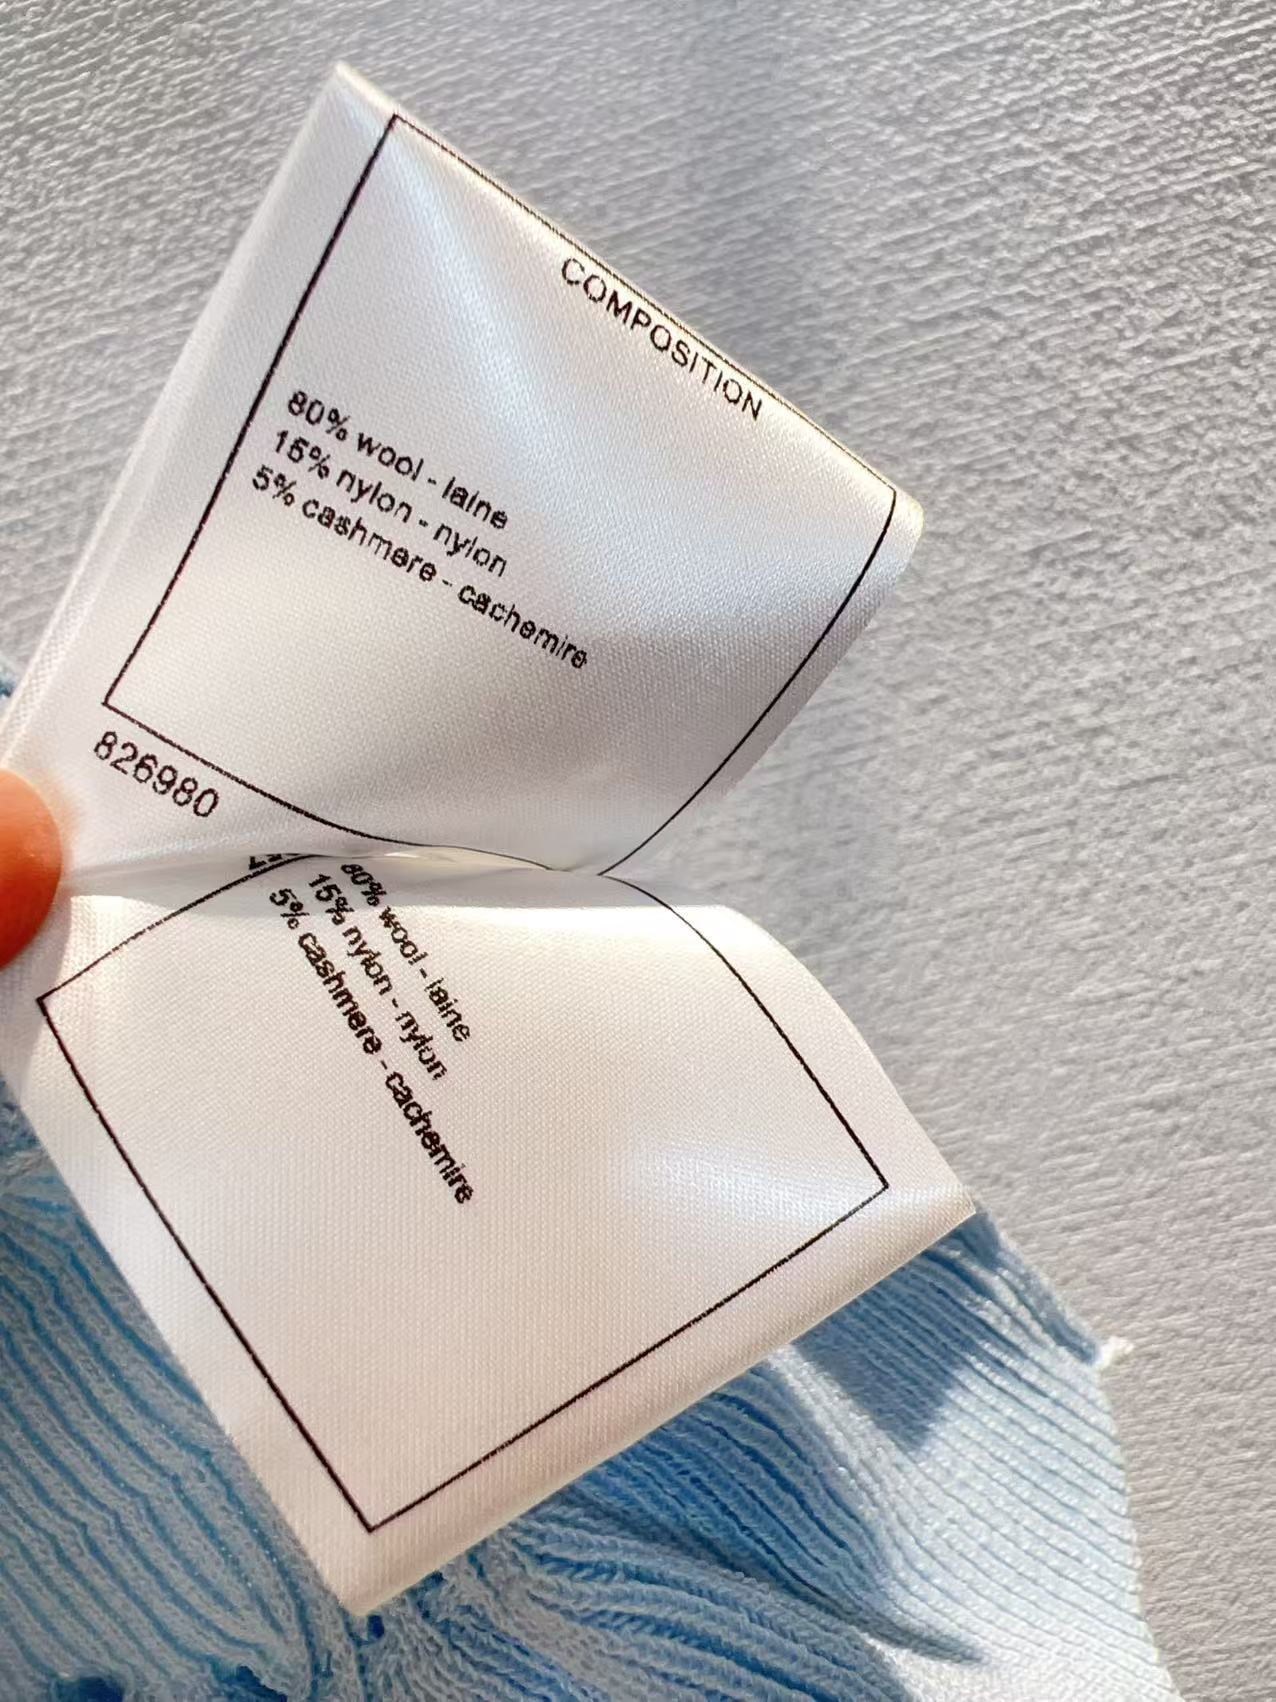 COMPOSITION
80% wool - laine
15% nylon - nylon
5% cashmere - cachemire
826980
80% wool - laine
15% nylon - nylon
5% cashmere - cachemire